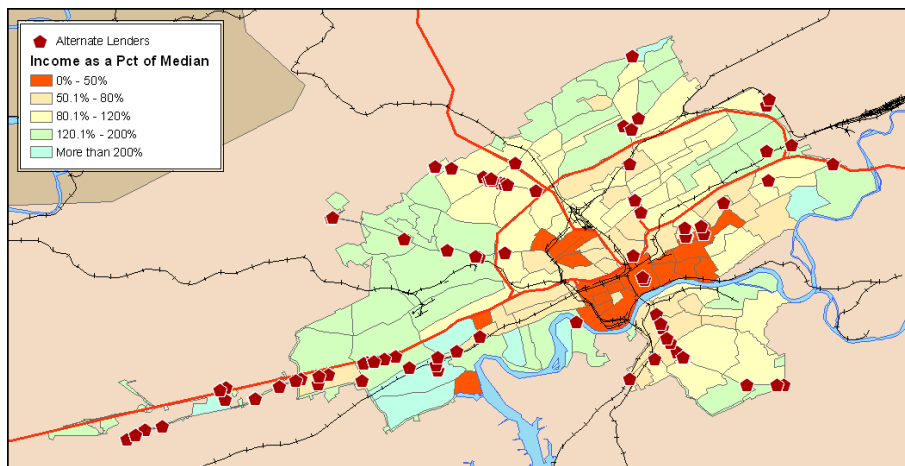 Alternate Lenders
Income as a Pct of Median
0% - 50%
50.1% - 80%
80.1% - 120%
120.1% - 200%
More than 200%